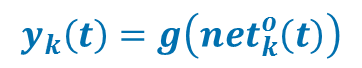 y_k(t) = g(net_k^o(t))